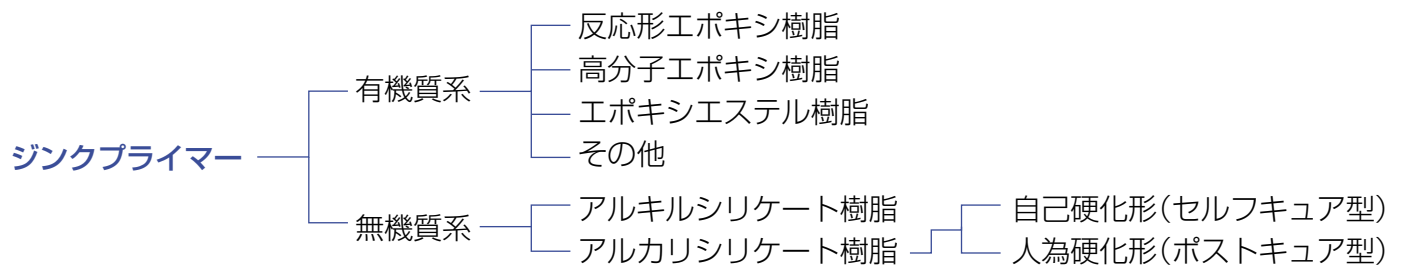 反応形エポキシ樹脂
高分子エポキシ樹脂
有機質系
エポキシエステル樹脂
その他
ジンクプライマー
アルキルシリケート樹脂
自己硬化形(セルフキュア型)
無機質系
アルカリシリケート樹脂
人為硬化形(ポストキュア型)